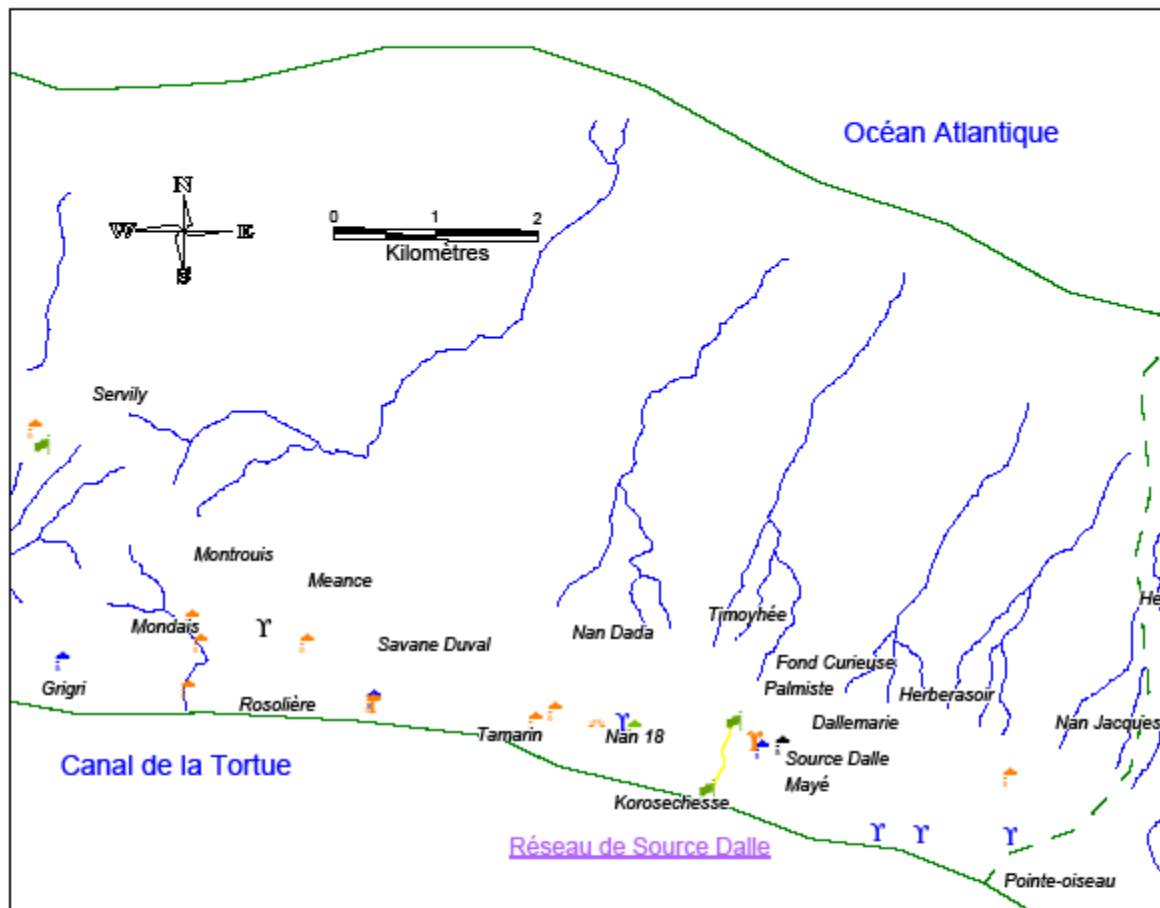 Océan Atlantique
N
W E
S
0 1 2
Kilomètres
Servily
Montrouis
Meance
Mondais
Timoyhée
He
Nan Dada
Savane Duval
Fond Curieuse
Grigri
Palmiste
Herberasoir
Rosolière
Dallemarie
Nan Jacques
Tamarin
Nan 18
Source Dalle
Canal de la Tortue
Mayé
Korosechesse
Réseau de Source Dalle
Pointe-oiseau